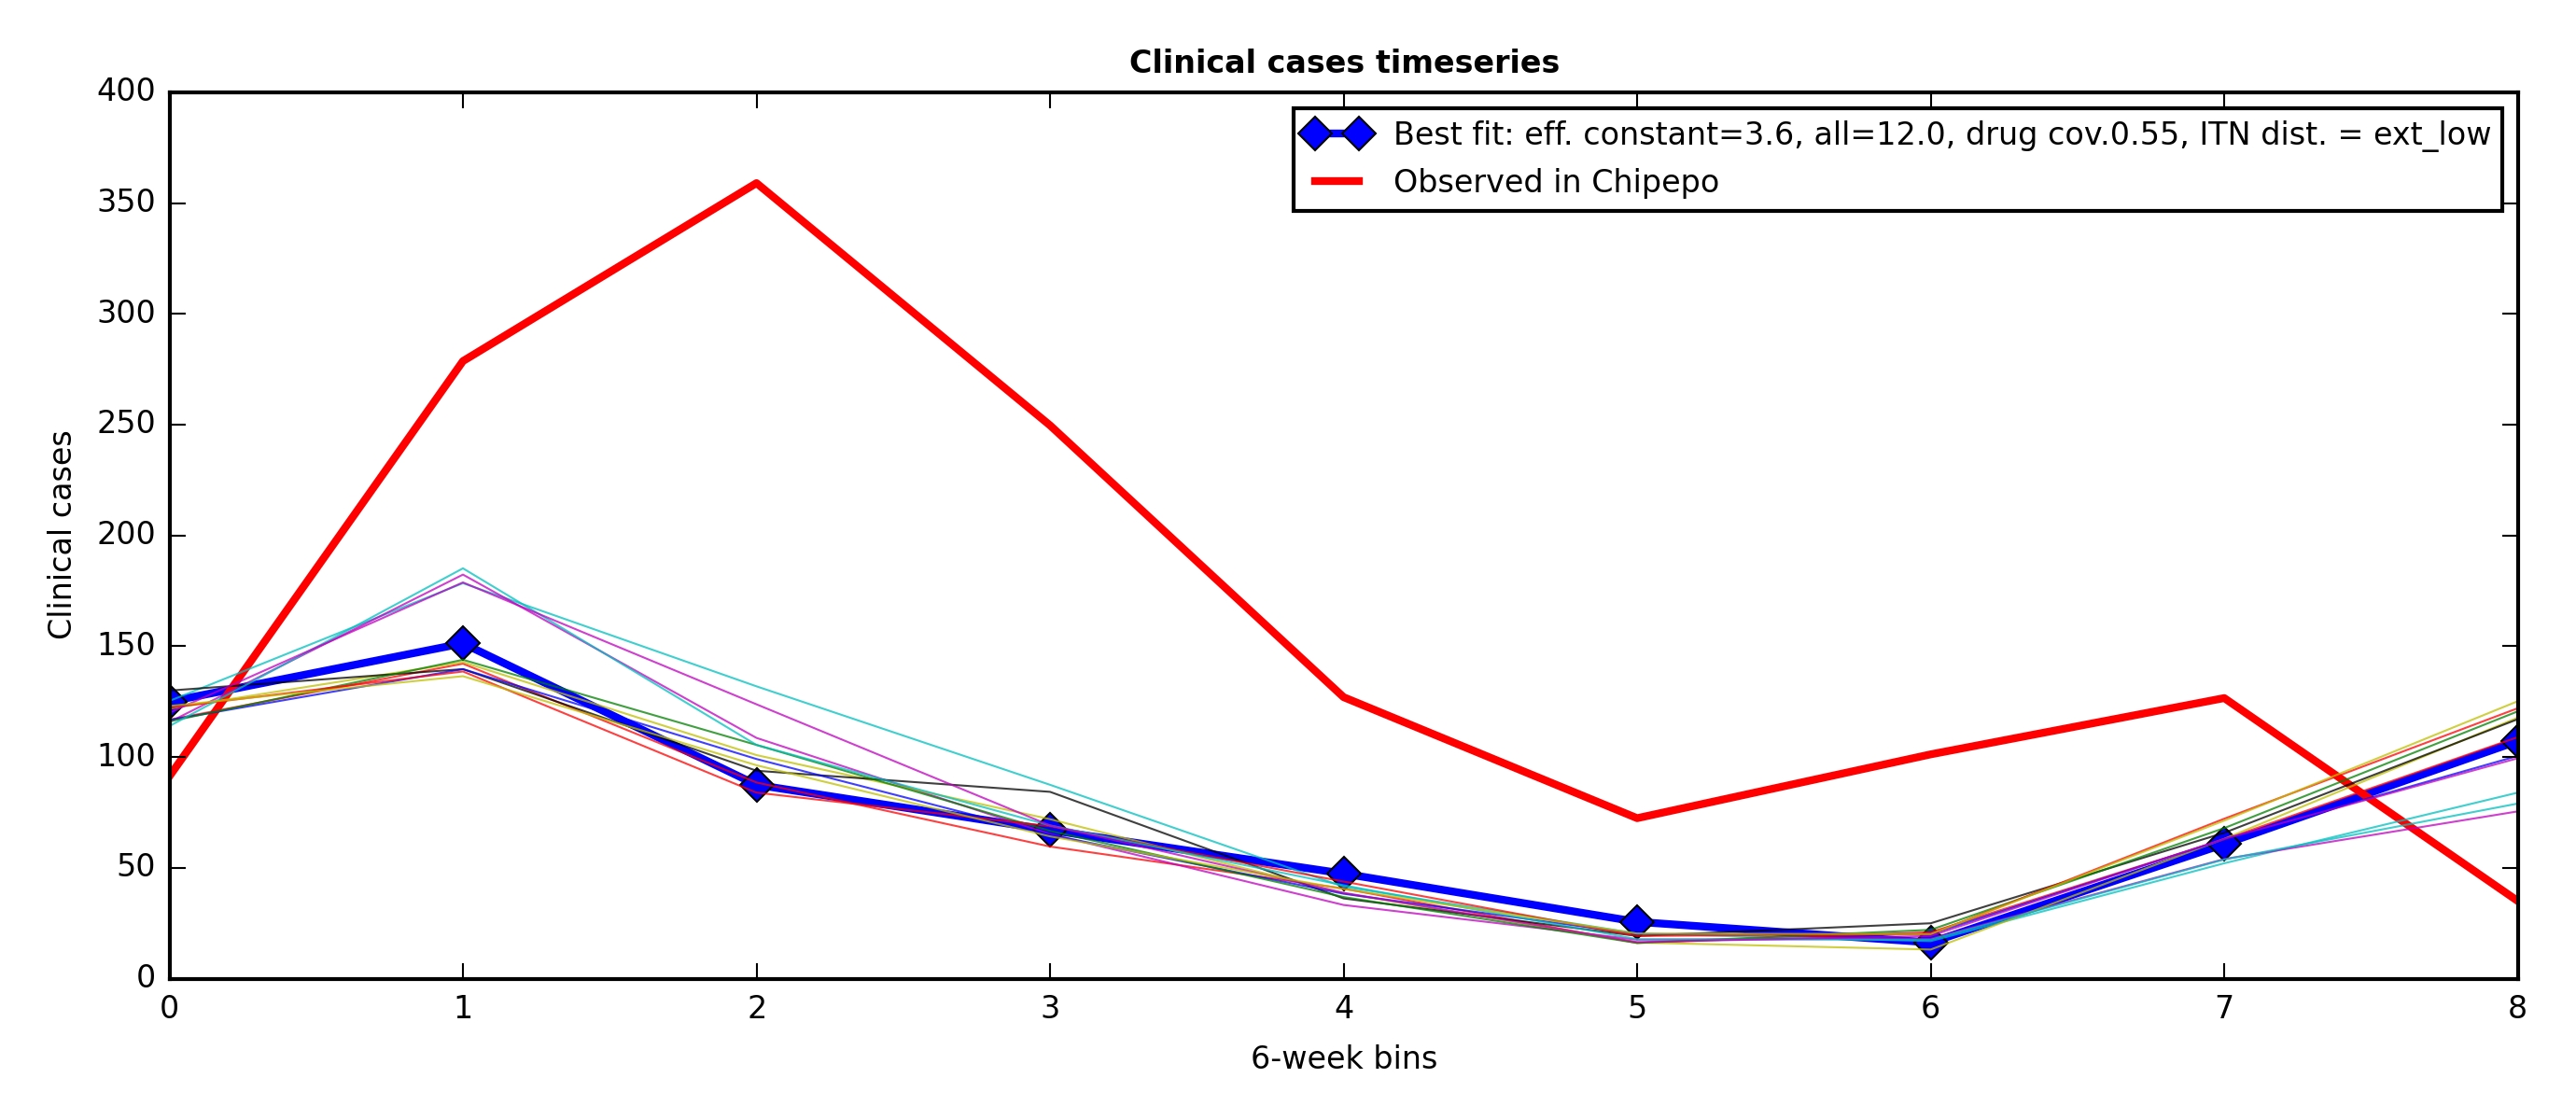 Clinical cases timeseries
400
350
300
250
200
150
100
50
0
Clinical cases
Best fit: eff. constant=3.6, all=12.0, drug cov.0.55, ITN dist. = ext_low
Observed in Chipepo
0 1 2 3 4 5 6 7 8
6-week bins